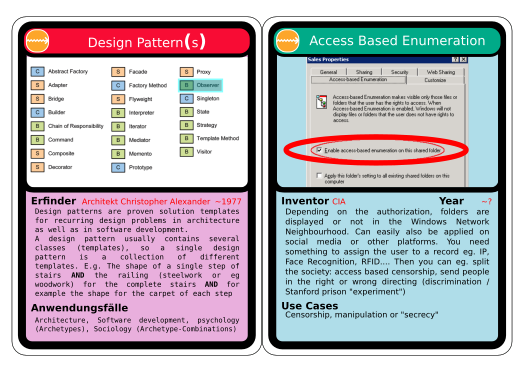 Design Pattern(s)
C Abstract Factory
S Adapter
S Bridge
C Builder
B Chain of Responsibility
B Command
S Composite
S Decorator
S Facade
C Factory Method
S Flyweight
B Interpreter
B Iterator
B Mediator
B Memento
C Prototype
S Proxy
B Observer
C Singleton
B State
B Strategy
B Template Method
B Visitor
Erfinder Architekt Christopher Alexander ~1977
Design patterns are proven solution templates
for recurring design problems in architecture
as well as in software development.
A design pattern usually contains several
classes (templates), so a single design
pattern is a collection of different
templates. E.g. The shape of a single step of
stairs AND the railing (steelwork or eg
woodwork) for the complete stairs AND for
example the shape for the carpet of each step
Anwendungsfälle
Architecture, Software development, psychology
(Archetypes), Sociology (Archetype-Combinations)
Access Based Enumeration
Sales Properties
General Sharing Security Web Sharing
Access-based Enumeration Customize
Access-based Enumeration makes visible only those files or
folders that the user has the rights to access. When
Access-based Enumeration is enabled, Windows will not
display files or folders that the user does not have rights to
access.
Enable access-based enumeration on this shared folder
Apply this folder's setting to all existing shared folders on this
computer
Inventor CIA Year ~?
Depending on the authorization, folders are
displayed or not in the Windows Network
Neighbourhood. Can easily also be applied on
social media or other platforms. You need
something to assign the user to a record eg. IP,
Face Recognition, RFID.... Then you can eg. split
the society: access based censorship, send people
in the right or wrong directing (discrimination /
Stanford prison "experiment")
Use Cases
Censorship, manipulation or "secrecy"